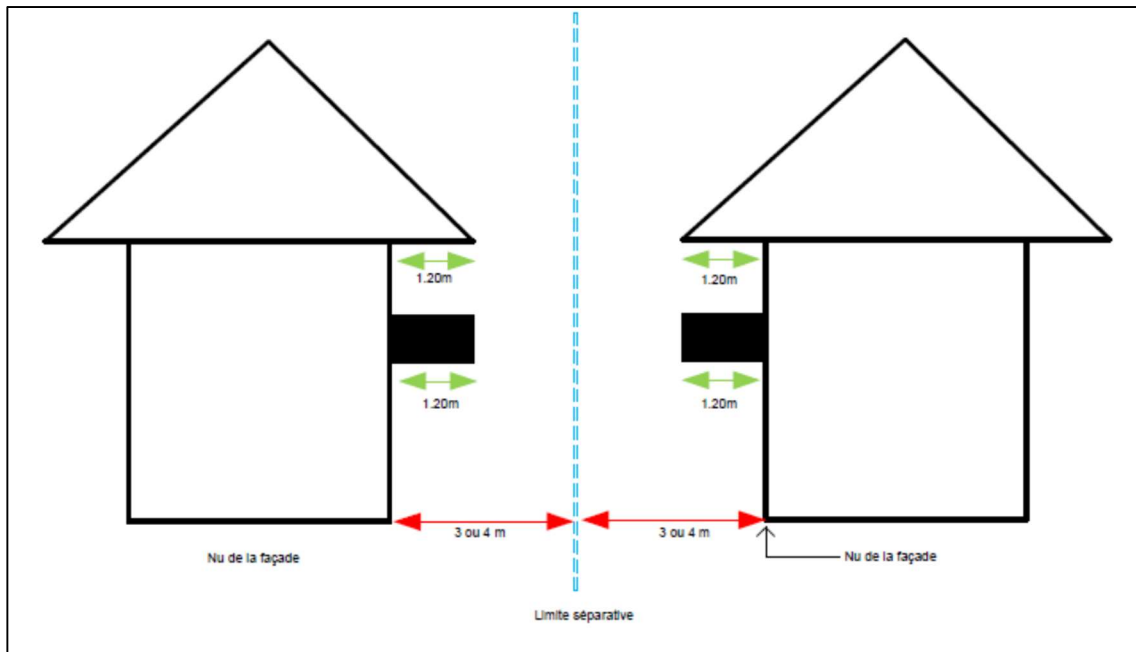 1.20m
1.20m
1.20m
1.20m
3 ou 4 m
3 ou 4 m
Nu de la façade
Nu de la façade
Limite séparative